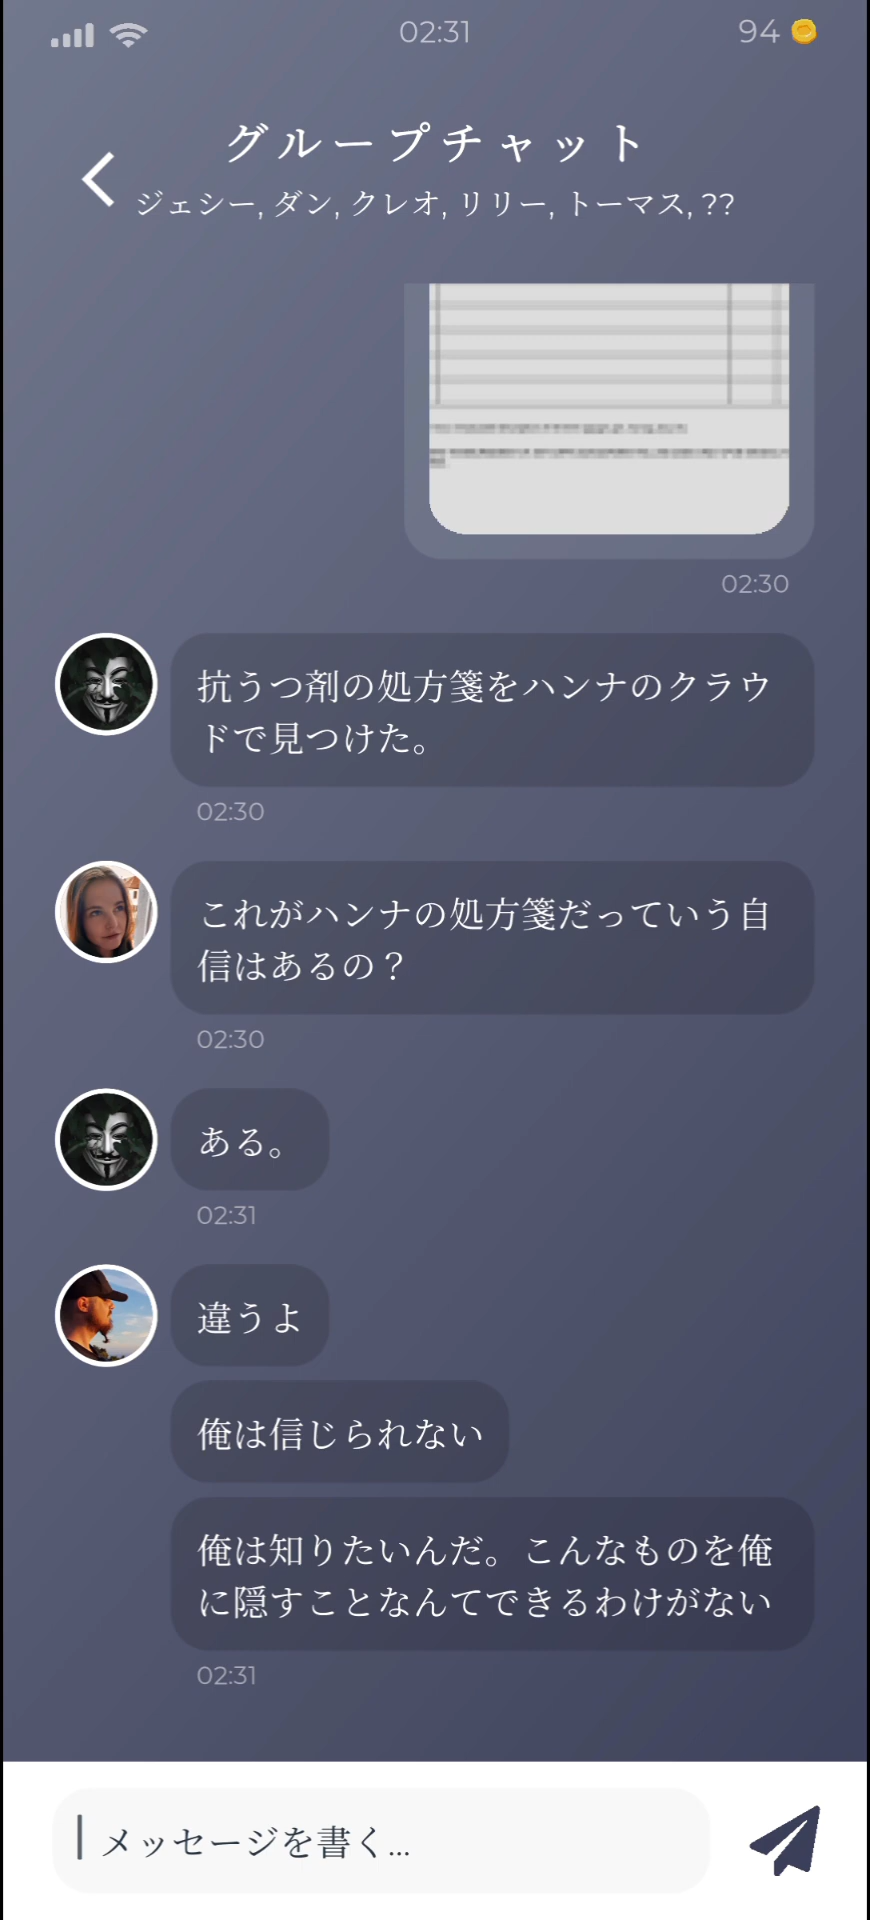 02:31
94
グループチャット
ジェシー, ダン, クレオ, リリー, トーマス, ??
02:30
抗うつ剤の処方箋をハンナのクラウ
ドで見つけた。
02:30
これがハンナの処方箋だっていう自
信はあるの？
02:30
ある。
02:31
違うよ
俺は信じられない
俺は知りたいんだ。こんなものを俺
に隠すことなんてできるわけがない
02:31
メッセージを書く...